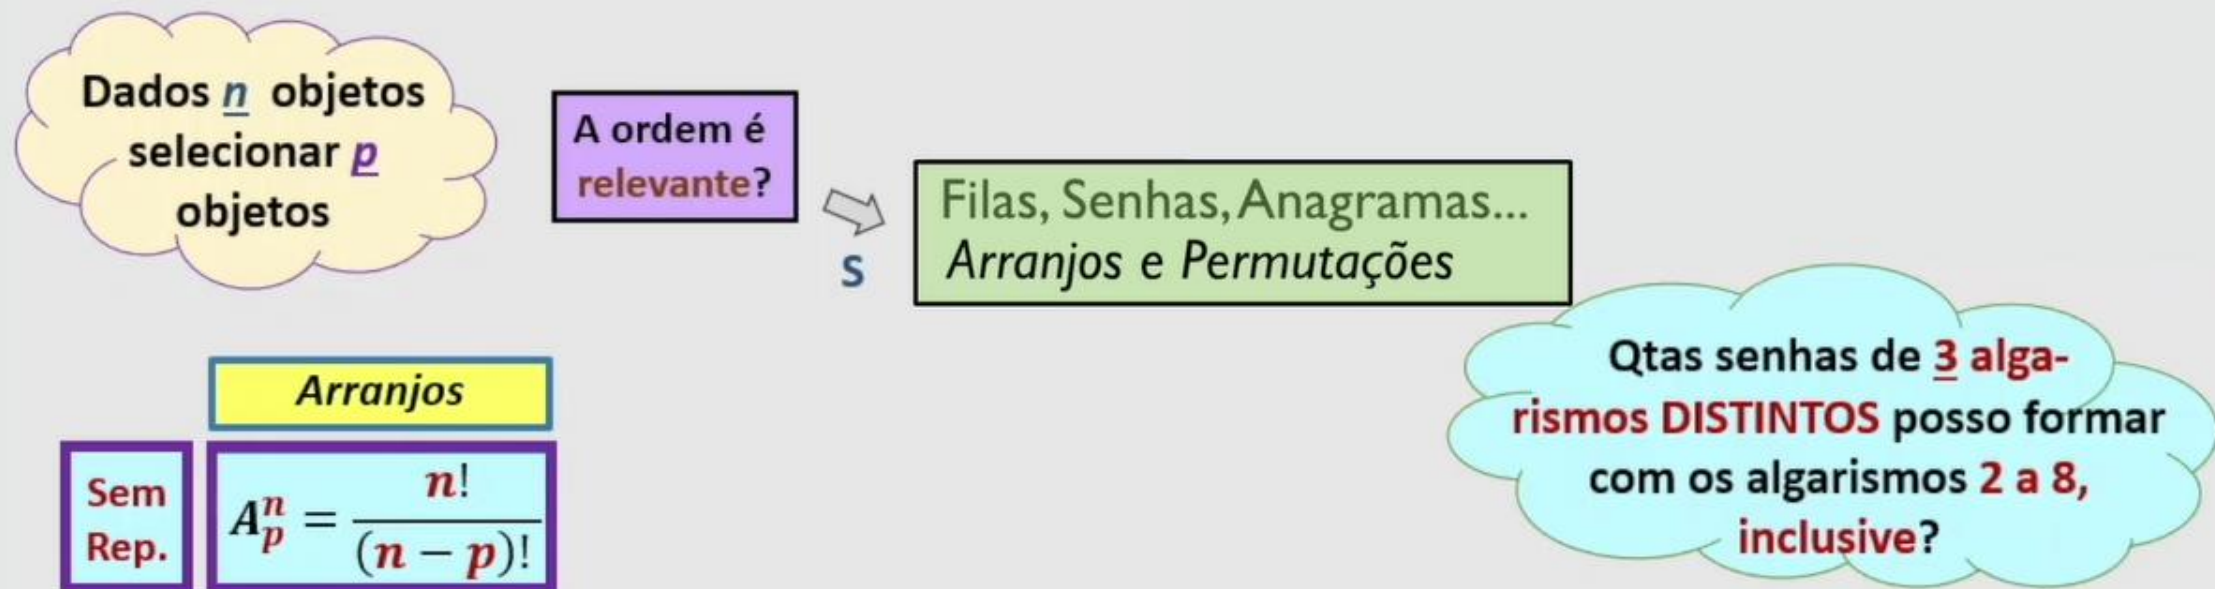 Dados n objetos
selecionar p
objetos
A ordem é
relevante?
S
Filas, Senhas, Anagramas...
Arranjos e Permutações
Qtas senhas de 3 alga-
rismos DISTINTOS posso formar
com os algarismos 2 a 8,
inclusive?
Arranjos
Sem
Rep.
A_p^n = n! / (n − p)!